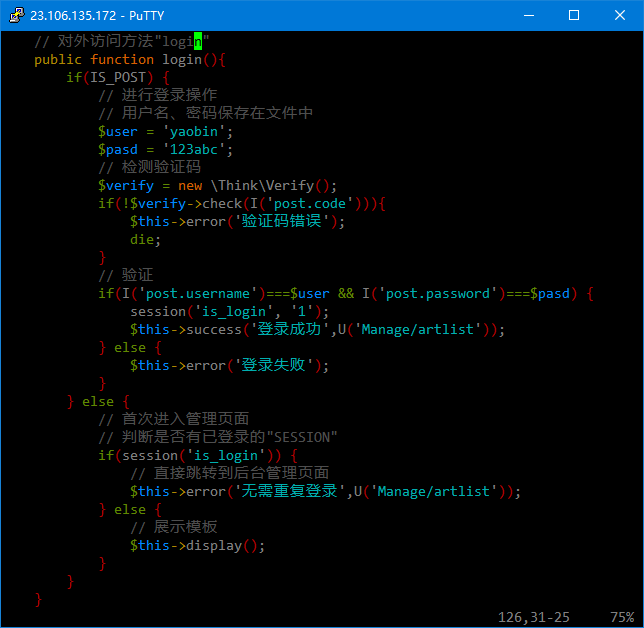 23.106.135.172 - PuTTY
// 对外访问方法"login"
public function login(){
if(IS_POST) {
// 进行登录操作
// 用户名、密码保存在文件中
$user = 'yaobin';
$pasd = '123abc';
// 检测验证码
$verify = new \Think\Verify();
if(!$verify->check(I('post.code'))){
$this->error('验证码错误');
die;
}
// 验证
if(I('post.username')===$user && I('post.password')===$pasd) {
session('is_login', '1');
$this->success('登录成功',U('Manage/artlist'));
} else {
$this->error('登录失败');
}
} else {
// 首次进入管理页面
// 判断是否有已登录的"SESSION"
if(session('is_login')) {
// 直接跳转到后台管理页面
$this->error('无需重复登录',U('Manage/artlist'));
} else {
// 展示模板
$this->display();
}
}
}
126,31-25 75%